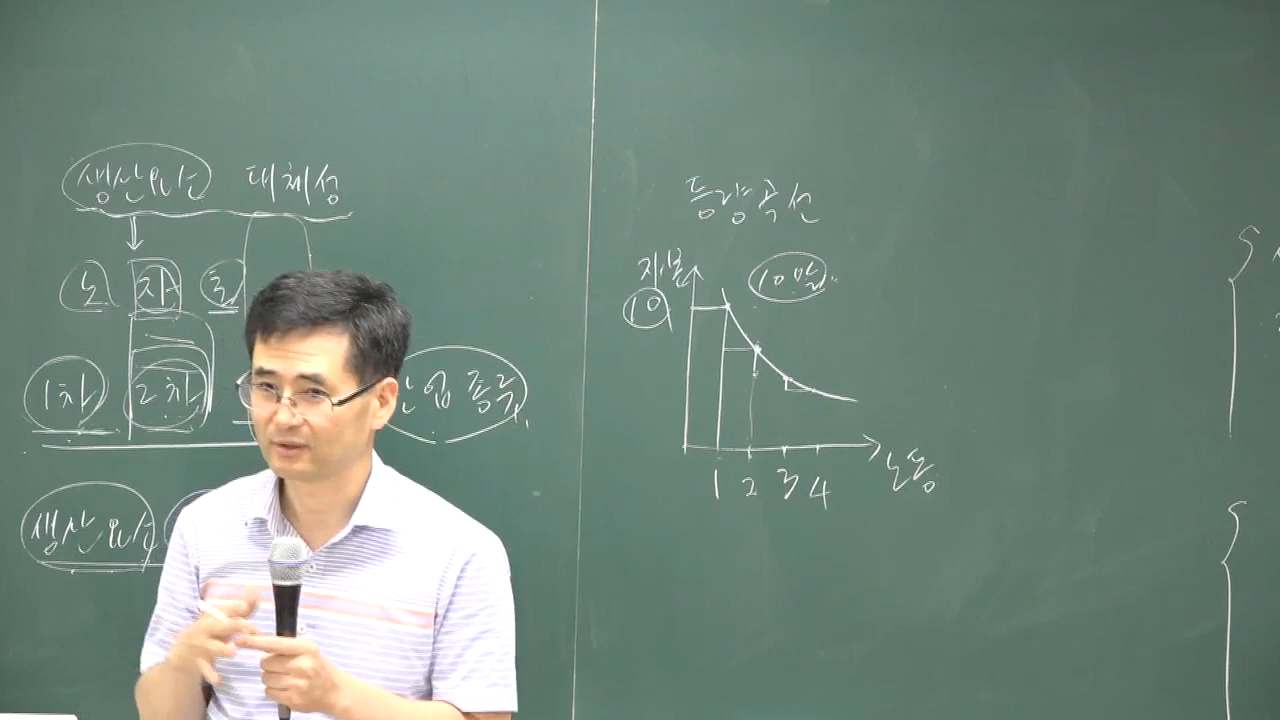 생산요소 대체성
노 자 토
1차 2차
산업 종류
생산요소
등량곡선
자본
10만
10
노동
1 2 3 4